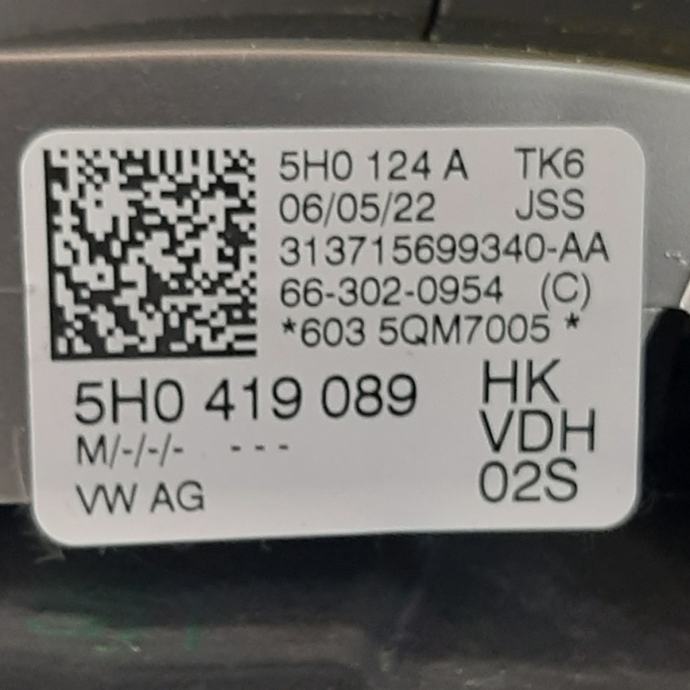 5H0 124 A TK6
06/05/22 JSS
313715699340-AA
66-302-0954 (C)
*603 5QM7005 *
5H0 419 089 HK
VDH
M/-/-/- ---
VW AG 02S